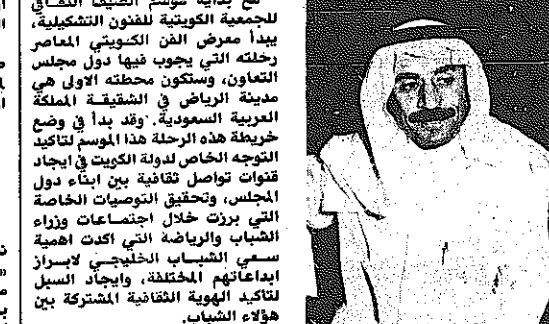 مع بداية موسم الصيف الثقافي
للجمعية الكويتية للفنون التشكيلية،
يبدأ معرض الفن الكويتي المعاصر
رحلته التي يجوب فيها دول مجلس
التعاون، وستكون محطته الاولى هي
مدينة الرياض في الشقيقة المملكة
العربية السعودية. وقد بدأ في وضع
خريطة هذه الرحلة هذا الموسم لتاكيد
التوجه الخاص لدولة الكويت في ايجاد
قنوات تواصل ثقافية بين ابناء دول
المجلس، وتحقيق التوصيات الخاصة
التي برزت خلال اجتماعات وزراء
الشباب والرياضة التي اكدت اهمية
سعي الشباب الخليجي لابراز
ابداعاتهم المختلفة، وايجاد السبل
لتأكيد الهوية الثقافية المشتركة بين
هؤلاء الشباب.